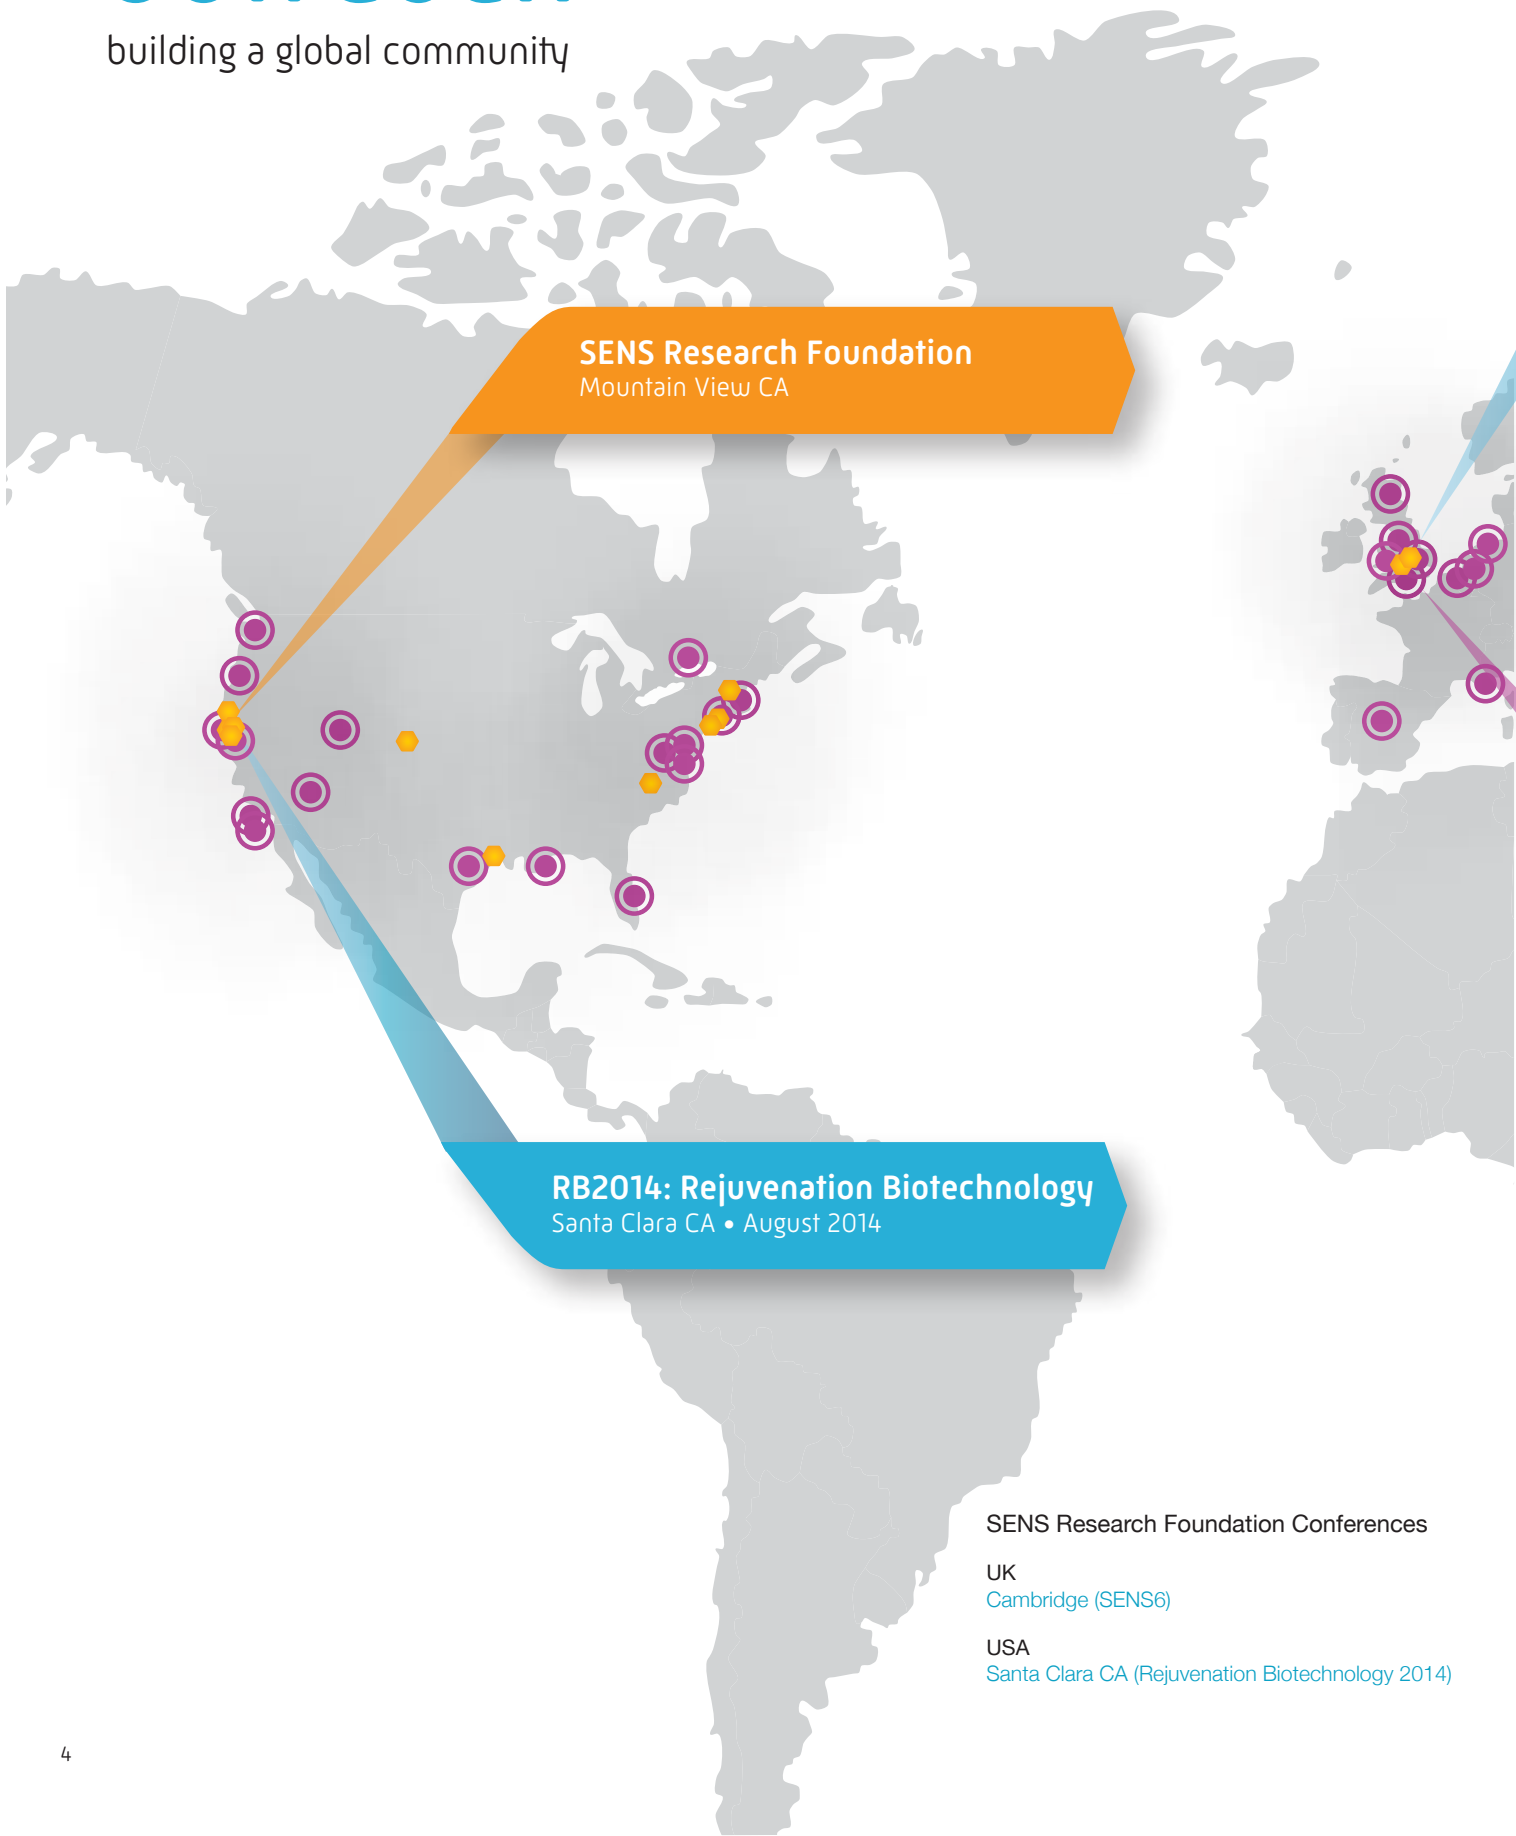 building a global community
SENS Research Foundation
Mountain View CA
RB2014: Rejuvenation Biotechnology
Santa Clara CA • August 2014
SENS Research Foundation Conferences
UK
Cambridge (SENS6)
USA
Santa Clara CA (Rejuvenation Biotechnology 2014)
4